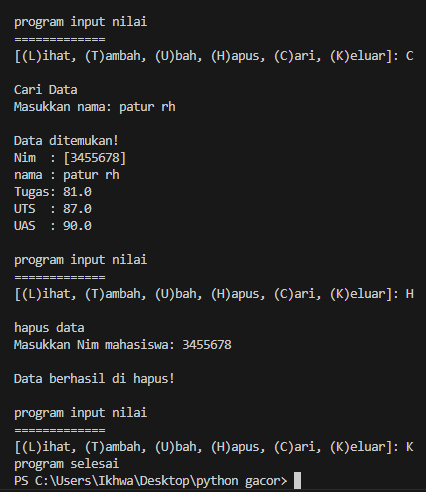 program input nilai
=============
[(L)ihat, (T)ambah, (U)bah, (H)apus, (C)ari, (K)eluar]: C
Cari Data
Masukkan nama: patur rh
Data ditemukan!
Nim  : [3455678]
nama : patur rh
Tugas: 81.0
UTS  : 87.0
UAS  : 90.0
program input nilai
=============
[(L)ihat, (T)ambah, (U)bah, (H)apus, (C)ari, (K)eluar]: H
hapus data
Masukkan Nim mahasiswa: 3455678
Data berhasil di hapus!
program input nilai
=============
[(L)ihat, (T)ambah, (U)bah, (H)apus, (C)ari, (K)eluar]: K
program selesai
PS C:\Users\Ikhwa\Desktop\python gacor>